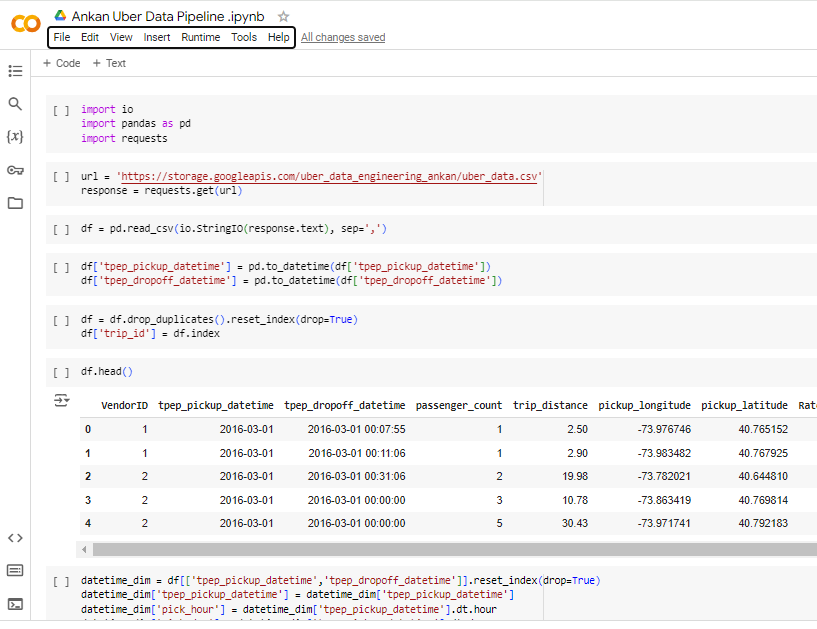 Ankan Uber Data Pipeline .ipynb
File Edit View Insert Runtime Tools Help All changes saved
+ Code + Text
[ ] import io
import pandas as pd
import requests
[ ] url = 'https://storage.googleapis.com/uber_data_engineering_ankan/uber_data.csv'
response = requests.get(url)
[ ] df = pd.read_csv(io.StringIO(response.text), sep=',')
[ ] df['tpep_pickup_datetime'] = pd.to_datetime(df['tpep_pickup_datetime'])
df['tpep_dropoff_datetime'] = pd.to_datetime(df['tpep_dropoff_datetime'])
[ ] df = df.drop_duplicates().reset_index(drop=True)
df['trip_id'] = df.index
[ ] df.head()
VendorID tpep_pickup_datetime tpep_dropoff_datetime passenger_count trip_distance pickup_longitude pickup_latitude Rat
0 1 2016-03-01 2016-03-01 00:07:55 1 2.50 -73.976746 40.765152
1 1 2016-03-01 2016-03-01 00:11:06 1 2.90 -73.983482 40.767925
2 2 2016-03-01 2016-03-01 00:31:06 2 19.98 -73.782021 40.644810
3 2 2016-03-01 2016-03-01 00:00:00 3 10.78 -73.863419 40.769814
4 2 2016-03-01 2016-03-01 00:00:00 5 30.43 -73.971741 40.792183
[ ] datetime_dim = df[['tpep_pickup_datetime','tpep_dropoff_datetime']].reset_index(drop=True)
datetime_dim['tpep_pickup_datetime'] = datetime_dim['tpep_pickup_datetime']
datetime_dim['pick_hour'] = datetime_dim['tpep_pickup_datetime'].dt.hour